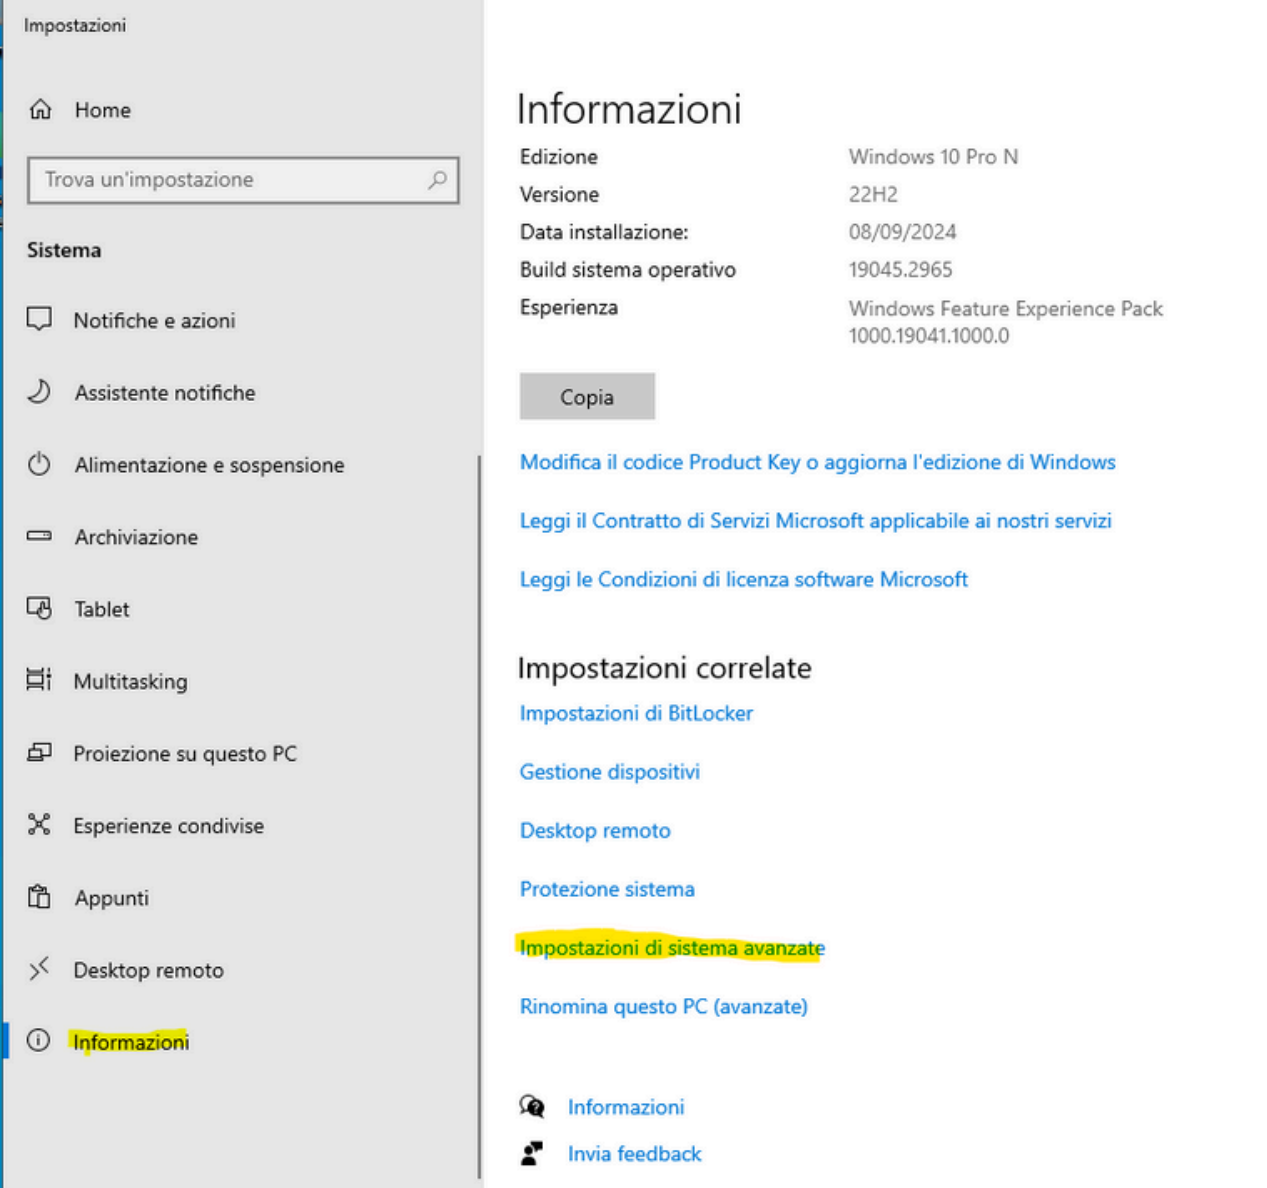 Impostazioni
Home
Trova un'impostazione
Sistema
Notifiche e azioni
Assistente notifiche
Alimentazione e sospensione
Archiviazione
Tablet
Multitasking
Proiezione su questo PC
Esperienze condivise
Appunti
Desktop remoto
Informazioni
Informazioni
Edizione Windows 10 Pro N
Versione 22H2
Data installazione: 08/09/2024
Build sistema operativo 19045.2965
Esperienza Windows Feature Experience Pack
1000.19041.1000.0
Copia
Modifica il codice Product Key o aggiorna l'edizione di Windows
Leggi il Contratto di Servizi Microsoft applicabile ai nostri servizi
Leggi le Condizioni di licenza software Microsoft
Impostazioni correlate
Impostazioni di BitLocker
Gestione dispositivi
Desktop remoto
Protezione sistema
Impostazioni di sistema avanzate
Rinomina questo PC (avanzate)
Informazioni
Invia feedback